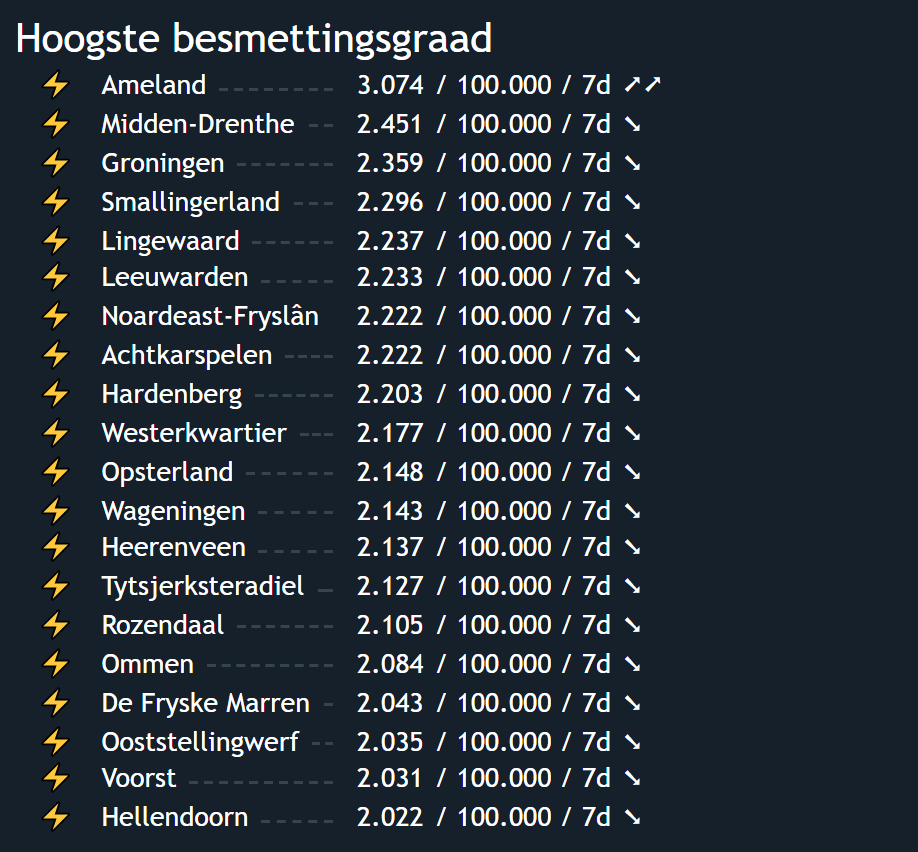 Hoogste besmettingsgraad
Ameland 3.074 / 100.000 / 7d ➚➚
Midden-Drenthe 2.451 / 100.000 / 7d ➘
Groningen 2.359 / 100.000 / 7d ➘
Smallingerland 2.296 / 100.000 / 7d ➘
Lingewaard 2.237 / 100.000 / 7d ➘
Leeuwarden 2.233 / 100.000 / 7d ➘
Noardeast-Fryslân 2.222 / 100.000 / 7d ➘
Achtkarspelen 2.222 / 100.000 / 7d ➘
Hardenberg 2.203 / 100.000 / 7d ➘
Westerkwartier 2.177 / 100.000 / 7d ➘
Opsterland 2.148 / 100.000 / 7d ➘
Wageningen 2.143 / 100.000 / 7d ➘
Heerenveen 2.137 / 100.000 / 7d ➘
Tytsjerksteradiel 2.127 / 100.000 / 7d ➘
Rozendaal 2.105 / 100.000 / 7d ➘
Ommen 2.084 / 100.000 / 7d ➘
De Fryske Marren 2.043 / 100.000 / 7d ➘
Ooststellingwerf 2.035 / 100.000 / 7d ➘
Voorst 2.031 / 100.000 / 7d ➘
Hellendoorn 2.022 / 100.000 / 7d ➘